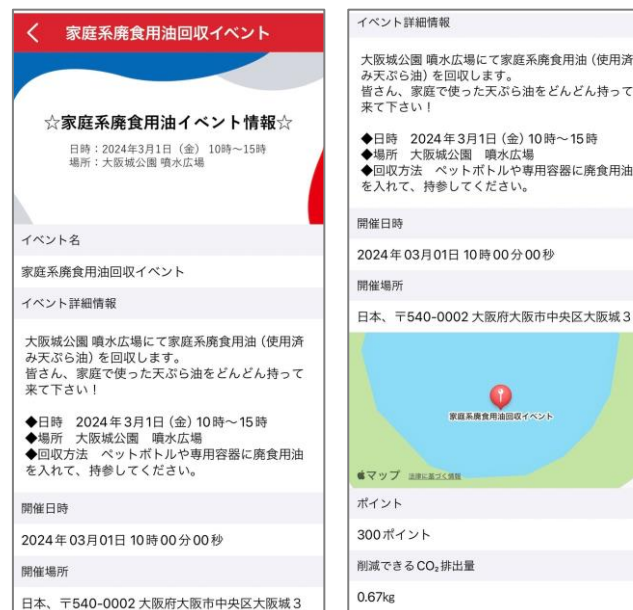 家庭系廃食用油回収イベント
☆家庭系廃食用油イベント情報☆
日時：2024年3月1日（金） 10時～15時
場所：大阪城公園 噴水広場
イベント名
家庭系廃食用油回収イベント
イベント詳細情報
大阪城公園 噴水広場にて家庭系廃食用油（使用済
み天ぷら油）を回収します。
皆さん、家庭で使った天ぷら油をどんどん持って
来て下さい！
◆日時　2024年3月1日（金）10時～15時
◆場所　大阪城公園　噴水広場
◆回収方法　ペットボトルや専用容器に廃食用油
を入れて、持参してください。
開催日時
2024年03月01日 10時00分00秒
開催場所
日本、〒540-0002 大阪府大阪市中央区大阪城3
イベント詳細情報
大阪城公園 噴水広場にて家庭系廃食用油（使用済
み天ぷら油）を回収します。
皆さん、家庭で使った天ぷら油をどんどん持って
来て下さい！
◆日時　2024年3月1日（金）10時～15時
◆場所　大阪城公園　噴水広場
◆回収方法　ペットボトルや専用容器に廃食用油
を入れて、持参してください。
開催日時
2024年03月01日 10時00分00秒
開催場所
日本、〒540-0002 大阪府大阪市中央区大阪城3
家庭系廃食用油回収イベント
マップ 法律に基づく情報
ポイント
300ポイント
削減できるCO₂排出量
0.67kg